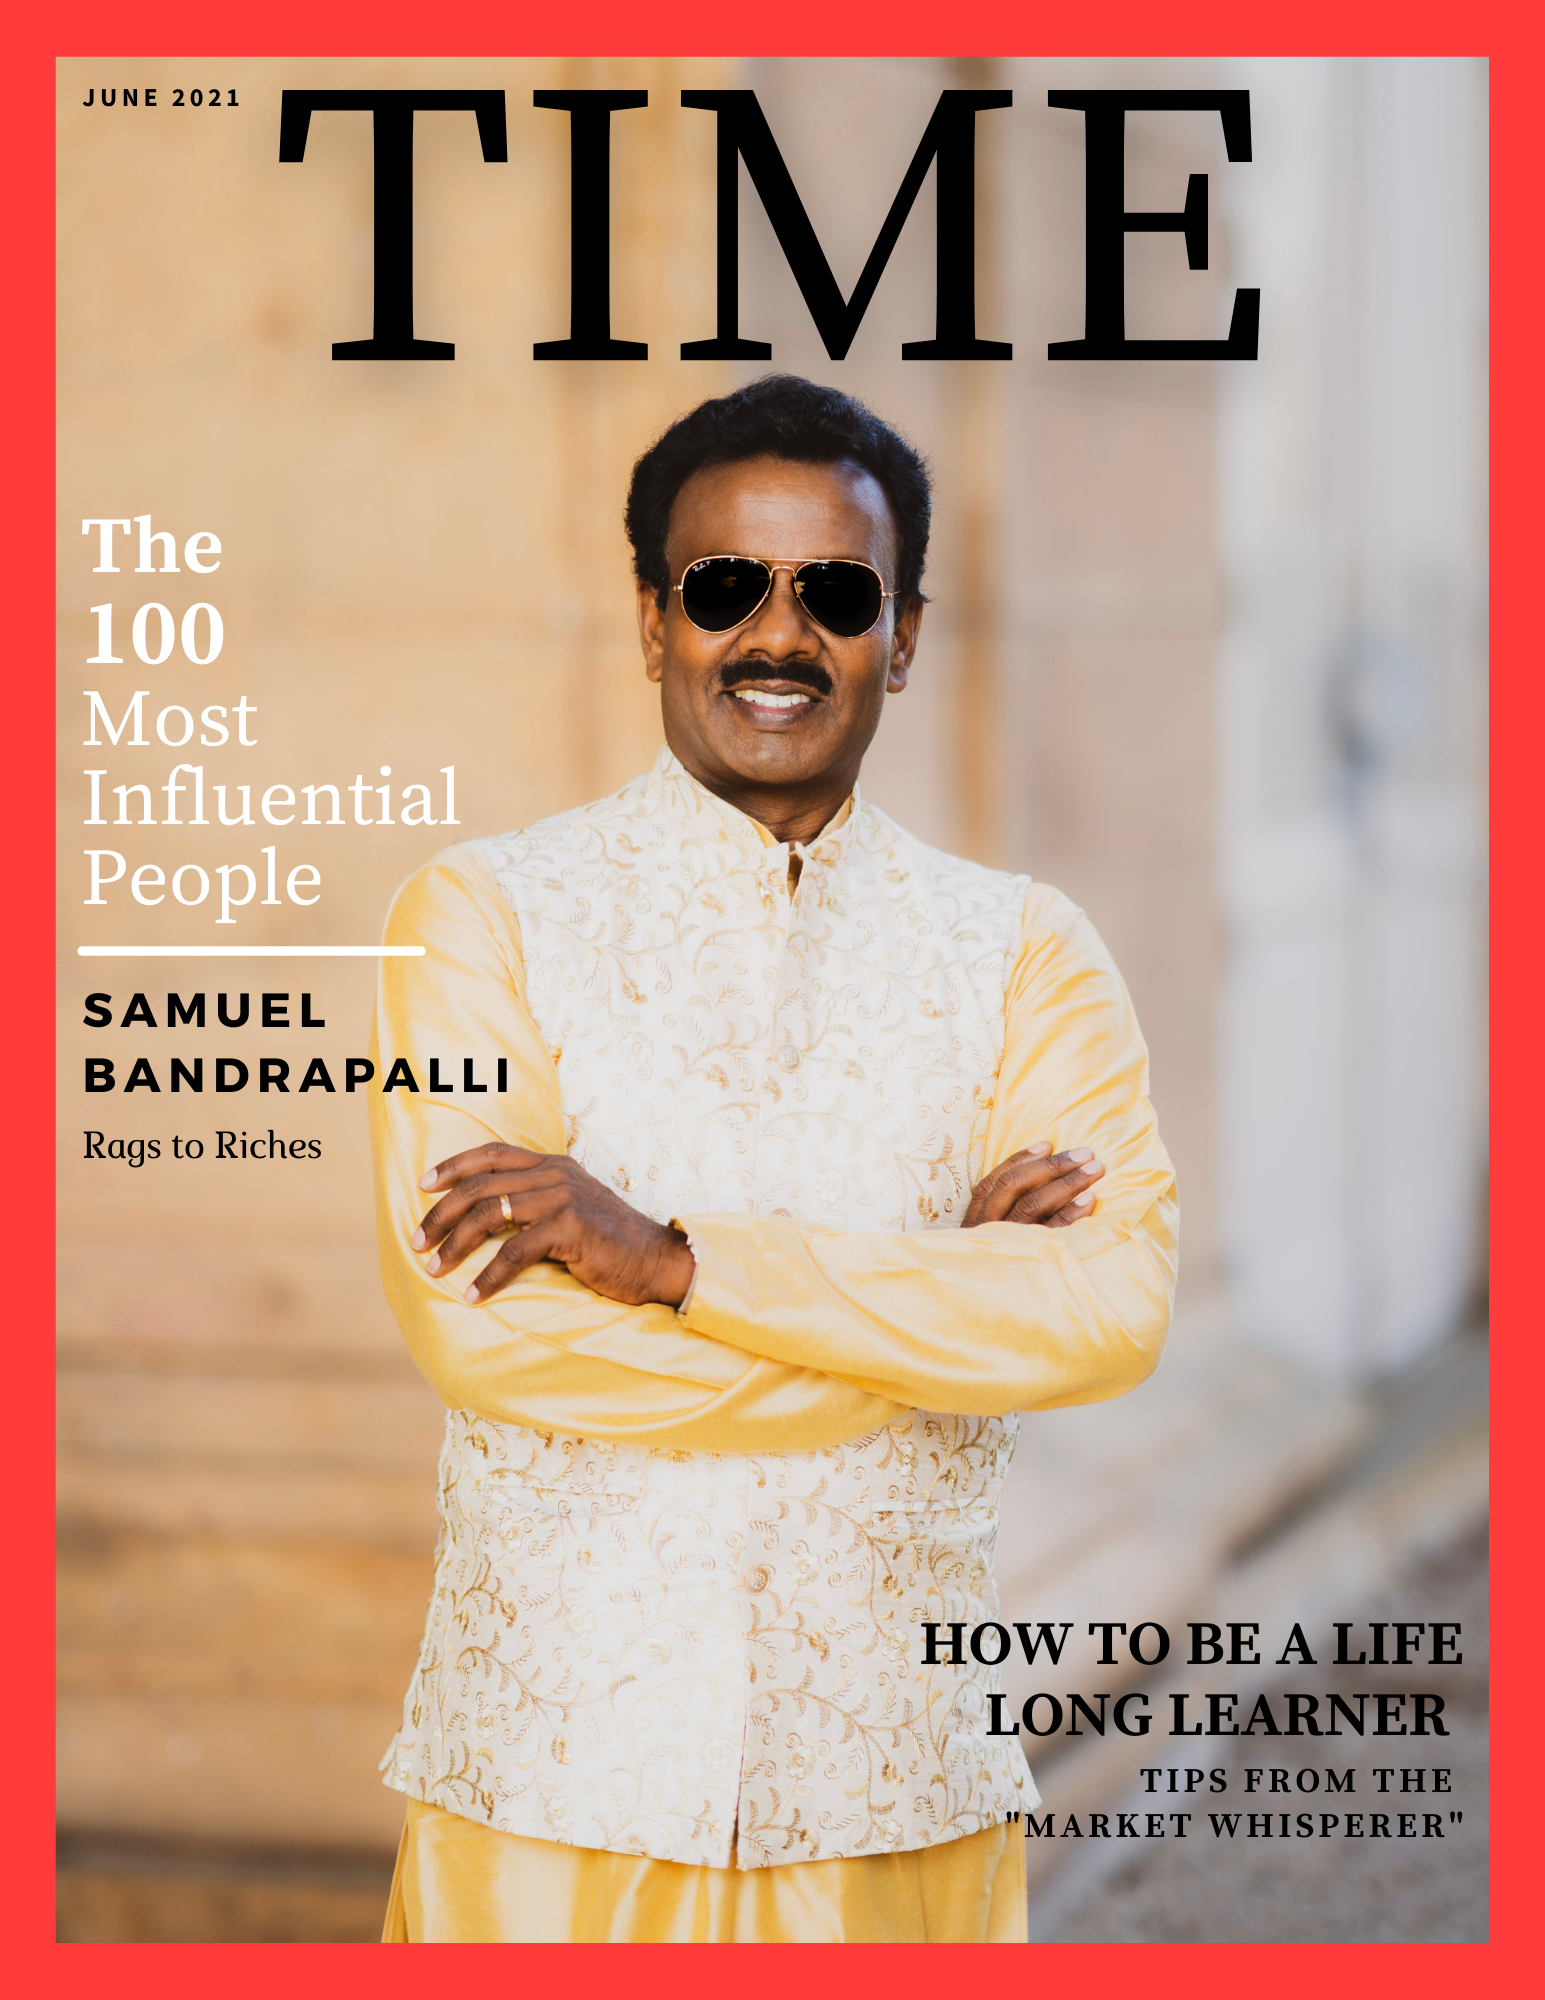 JUNE 2021
TIME
The
100
Most
Influential
People
SAMUEL
BANDRAPALLI
Rags to Riches
HOW TO BE A LIFE
LONG LEARNER
TIPS FROM THE
"MARKET WHISPERER"